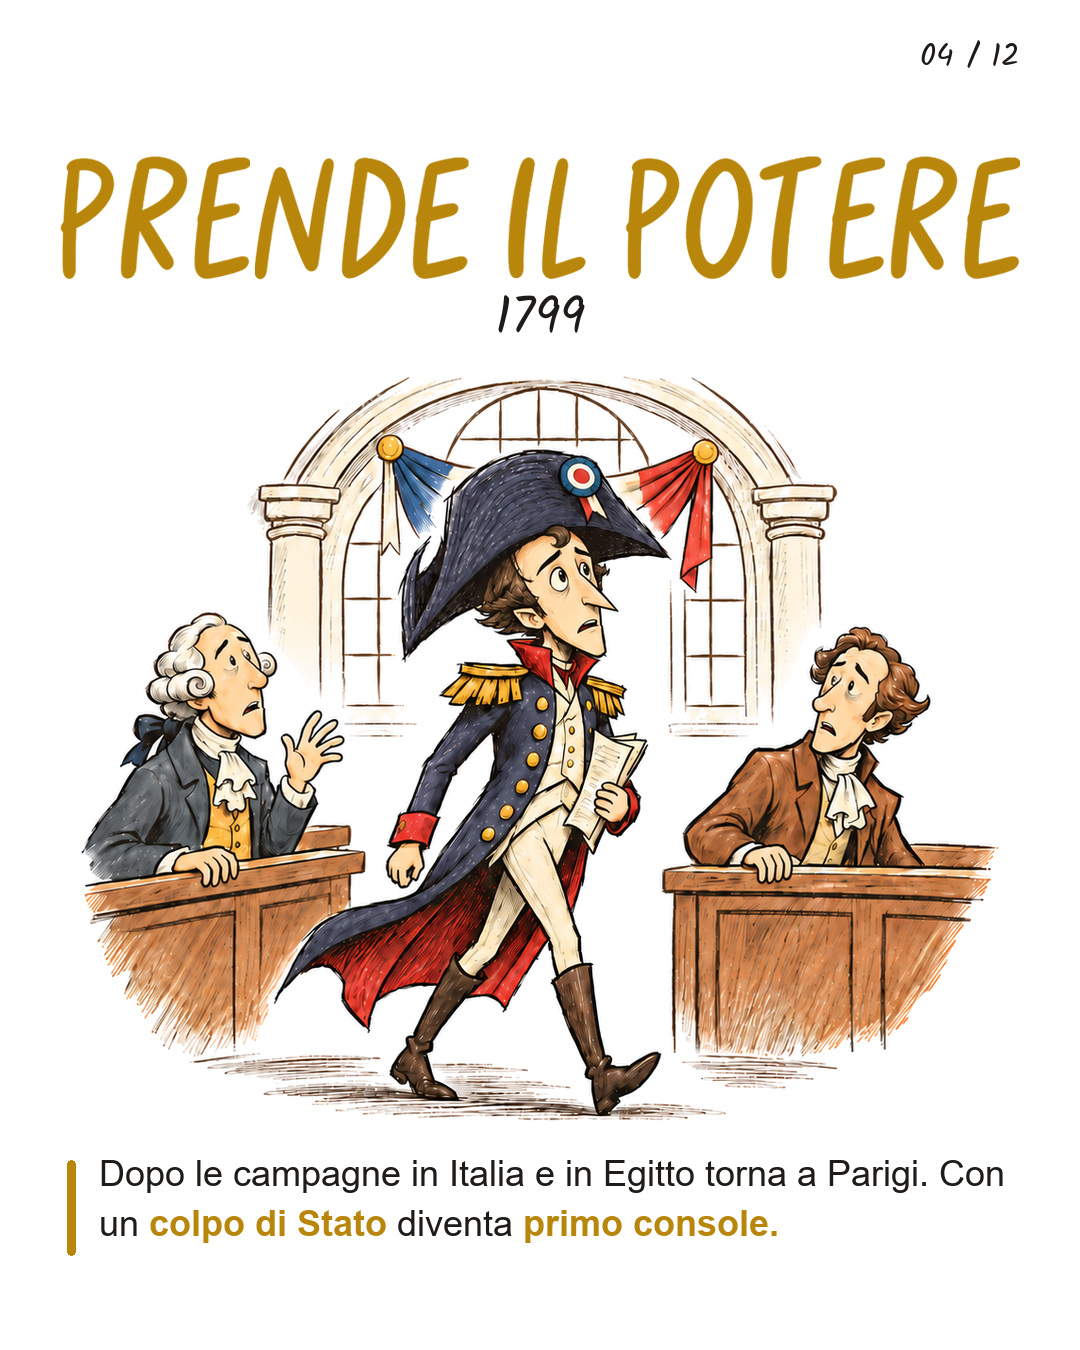 04 / 12
PRENDE IL POTERE
1799
Dopo le campagne in Italia e in Egitto torna a Parigi. Con
un colpo di Stato diventa primo console.